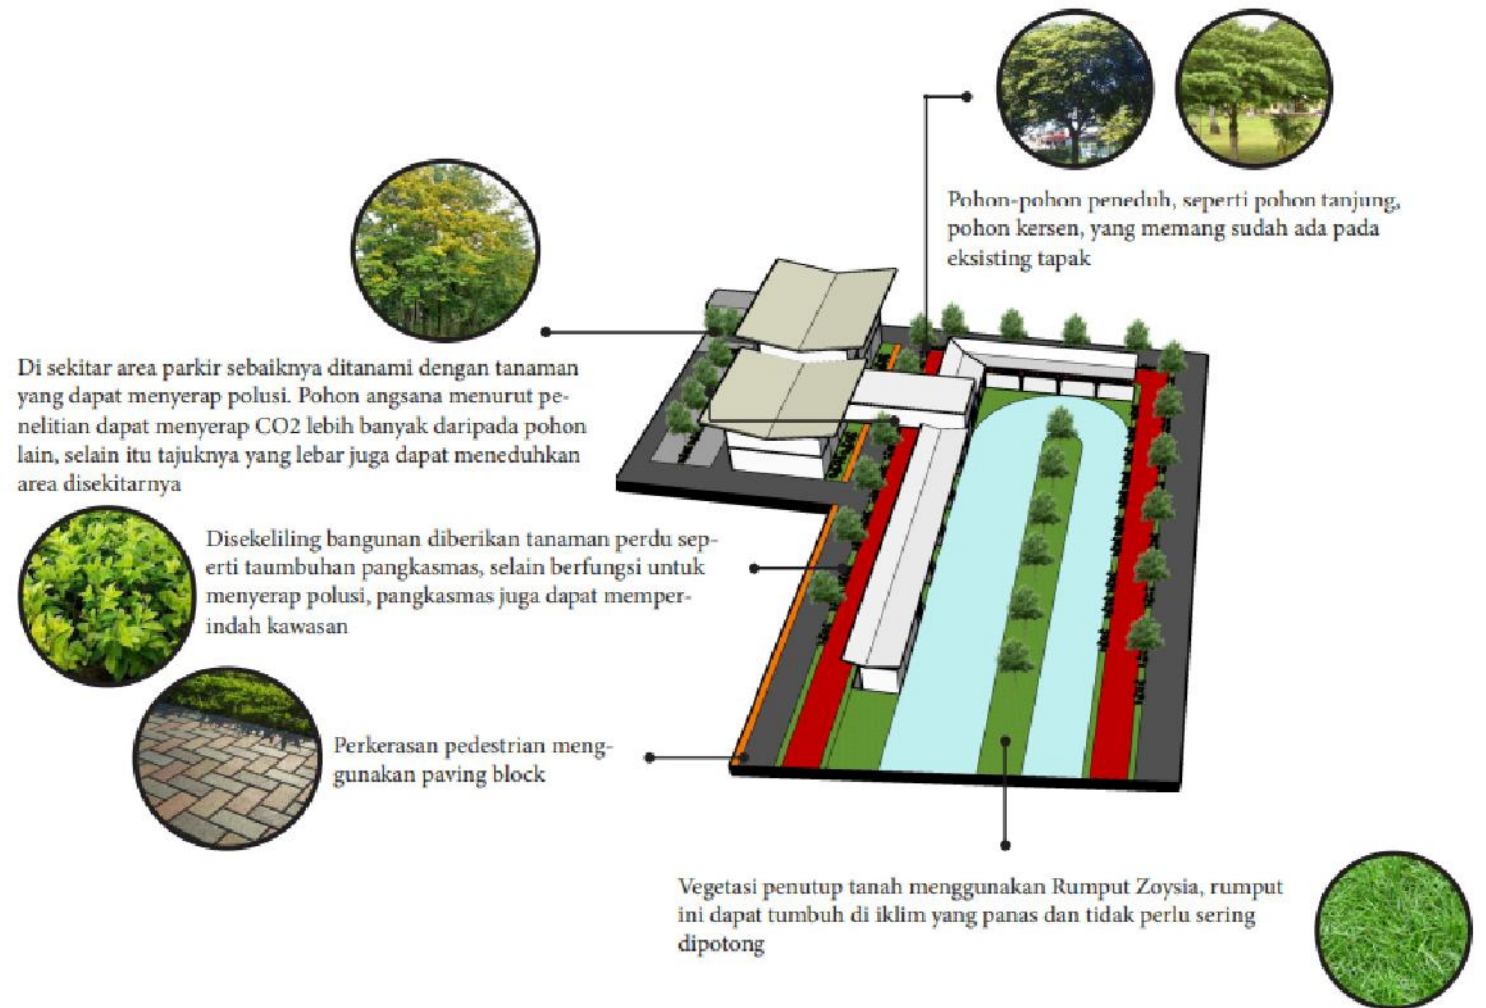 Pohon-pohon peneduh, seperti pohon tanjung,
pohon kersen, yang memang sudah ada pada
eksisting tapak
Di sekitar area parkir sebaiknya ditanami dengan tanaman
yang dapat menyerap polusi. Pohon angsana menurut pe-
nelitian dapat menyerap CO2 lebih banyak daripada pohon
lain, selain itu tajuknya yang lebar juga dapat meneduhkan
area disekitarnya
Disekeliling bangunan diberikan tanaman perdu sep-
erti taumbuhan pangkasmas, selain berfungsi untuk
menyerap polusi, pangkasmas juga dapat memper-
indah kawasan
Perkerasan pedestrian meng-
gunakan paving block
Vegetasi penutup tanah menggunakan Rumput Zoysia, rumput
ini dapat tumbuh di iklim yang panas dan tidak perlu sering
dipotong